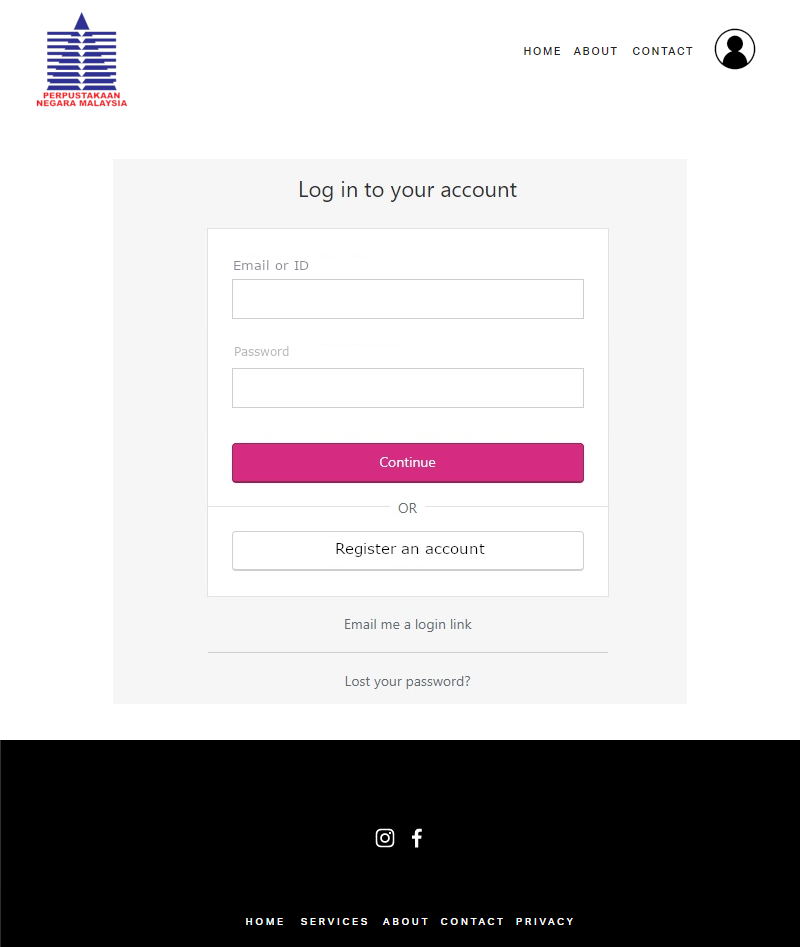 PERPUSTAKAAN
NEGARA MALAYSIA
HOME ABOUT CONTACT
Log in to your account
Email or ID
Password
Continue
OR
Register an account
Email me a login link
Lost your password?
HOME SERVICES ABOUT CONTACT PRIVACY